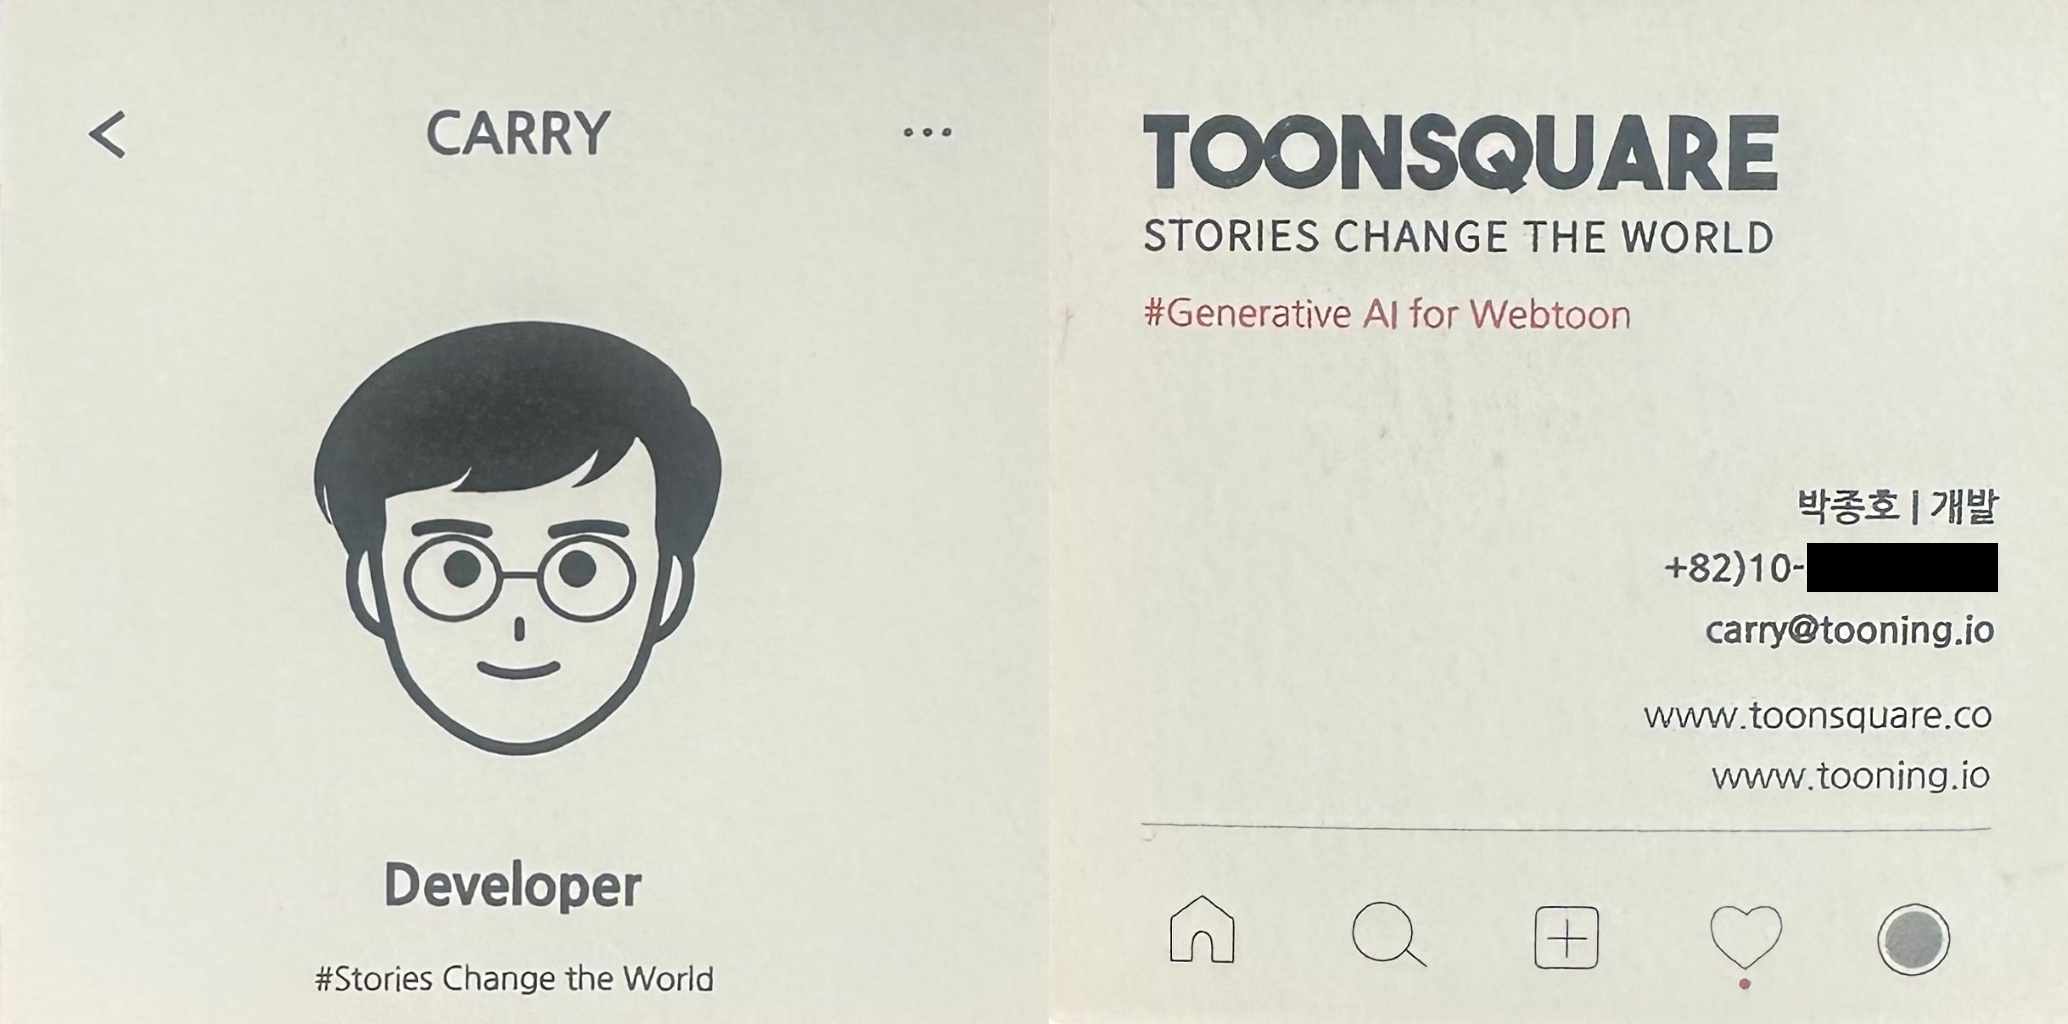 CARRY
Developer
#Stories Change the World
TOONSQUARE
STORIES CHANGE THE WORLD
#Generative AI for Webtoon
박종호 | 개발
+82)10-
carry@tooning.io
www.toonsquare.co
www.tooning.io